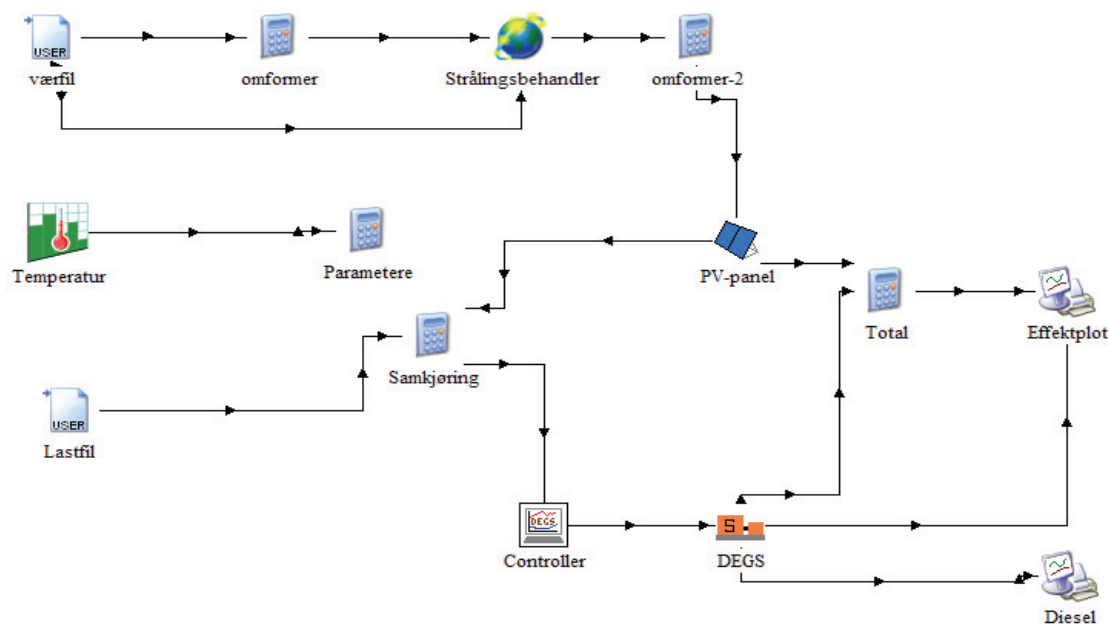 USER
værfil
omformer
Strålingsbehandler
omformer-2
Temperatur
Parametere
PV-panel
Total
Effektplot
Samkjøring
USER
Lastfil
DEGS
Controller
S
DEGS
Diesel